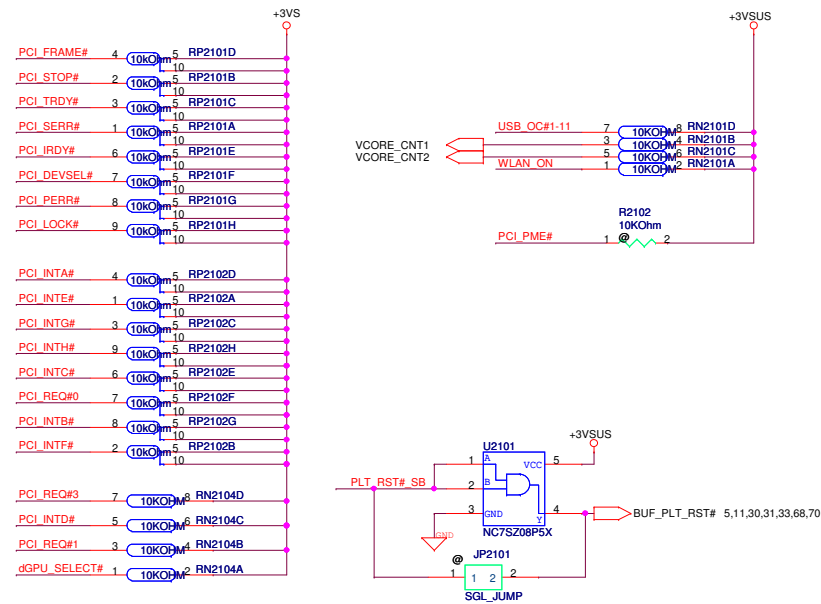 +3VS
PCI_FRAME# 4 10kOhm 5 RP2101D
10
PCI_STOP# 2 10kOhm 5 RP2101B
10
PCI_TRDY# 3 10kOhm 5 RP2101C
10
PCI_SERR# 1 10kOhm 5 RP2101A
10
PCI_IRDY# 6 10kOhm 5 RP2101E
10
PCI_DEVSEL# 7 10kOhm 5 RP2101F
10
PCI_PERR# 8 10kOhm 5 RP2101G
10
PCI_LOCK# 9 10kOhm 5 RP2101H
10
PCI_INTA# 4 10kOhm 5 RP2102D
10
PCI_INTE# 1 10kOhm 5 RP2102A
10
PCI_INTG# 3 10kOhm 5 RP2102C
10
PCI_INTH# 9 10kOhm 5 RP2102H
10
PCI_INTC# 6 10kOhm 5 RP2102E
10
PCI_REQ#0 7 10kOhm 5 RP2102F
10
PCI_INTB# 8 10kOhm 5 RP2102G
10
PCI_INTF# 2 10kOhm 5 RP2102B
10
PCI_REQ#3 7 10KOHM 8 RN2104D
PCI_INTD# 5 10KOHM 6 RN2104C
PCI_REQ#1 3 10KOHM 4 RN2104B
dGPU_SELECT# 1 10KOHM 2 RN2104A
+3VSUS
USB_OC#1-11 7 10KOHM 8 RN2101D
VCORE_CNT1 3 10KOHM 4 RN2101B
VCORE_CNT2 5 10KOHM 6 RN2101C
WLAN_ON 1 10KOHM 2 RN2101A
R2102
10KOhm
PCI_PME# 1 @ 2
+3VSUS
U2101
1 A VCC 5
PLT_RST#_SB 2 B
3 GND Y 4 BUF_PLT_RST# 5,11,30,31,33,68,70
GND NC7SZ08P5X
@ JP2101
1 1 2 2
SGL_JUMP